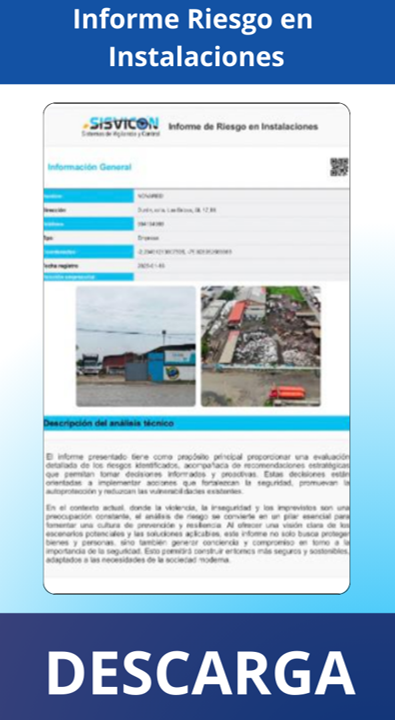 Informe Riesgo en
Instalaciones
SISVICON
Sistemas de Vigilancia y Control
Informe de Riesgo en Instalaciones
Información General
Nombre
Dirección
Teléfono
Tipo
Empresa
Coordenadas
Fecha registro
Descripción del análisis técnico
El informe presentado tiene como propósito principal proporcionar una evaluación
detallada de los riesgos identificados, acompañada de recomendaciones estratégicas
que permitan tomar decisiones informadas y proactivas. Estas decisiones están
orientadas a implementar acciones que fortalezcan la seguridad, promuevan la
autoprotección y reduzcan las vulnerabilidades existentes.
En el contexto actual, donde la violencia, la inseguridad y los imprevistos son una
preocupación constante, el análisis de riesgo se convierte en un pilar esencial para
fomentar una cultura de prevención y resiliencia. Al ofrecer una visión clara de los
escenarios potenciales y las soluciones aplicables, este informe no solo busca proteger
bienes y personas, sino también generar conciencia y compromiso en torno a la
importancia de la seguridad. Esto permitirá construir entornos más seguros y sostenibles,
adaptados a las necesidades de la sociedad moderna.
DESCARGA